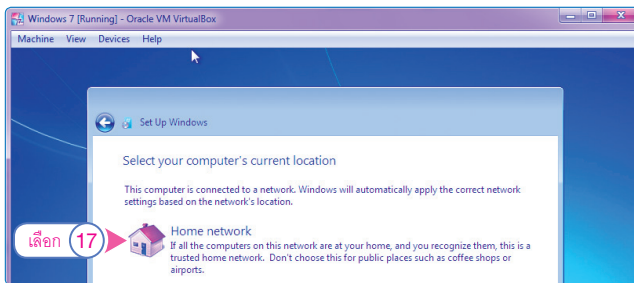 Windows 7 [Running] - Oracle VM VirtualBox
Machine View Devices Help
Set Up Windows
Select your computer's current location
This computer is connected to a network. Windows will automatically apply the correct network
settings based on the network's location.
เลือก 17
Home network
If all the computers on this network are at your home, and you recognize them, this is a
trusted home network. Don't choose this for public places such as coffee shops or
airports.